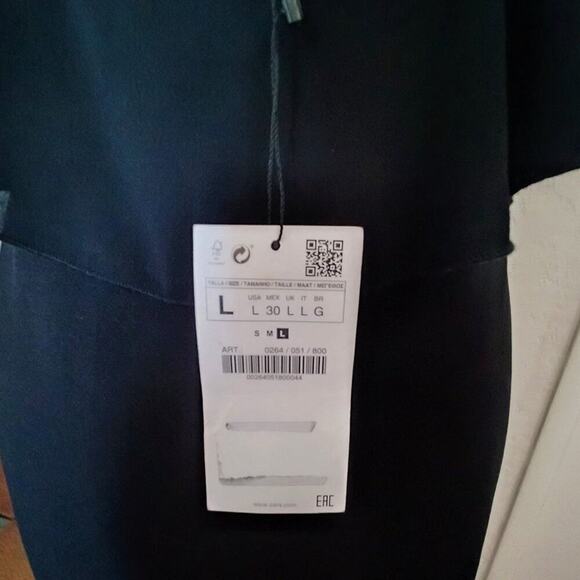 TALLA / SIZE / TAMANHO / TAILLE / MAAT / ΜΕΓΕΘΟΣ
L
USA MEX UK IT BR
L 30 L L G
S M L
ART. 0264 / 051 / 800
00264051800044
www.zara.com
EAC